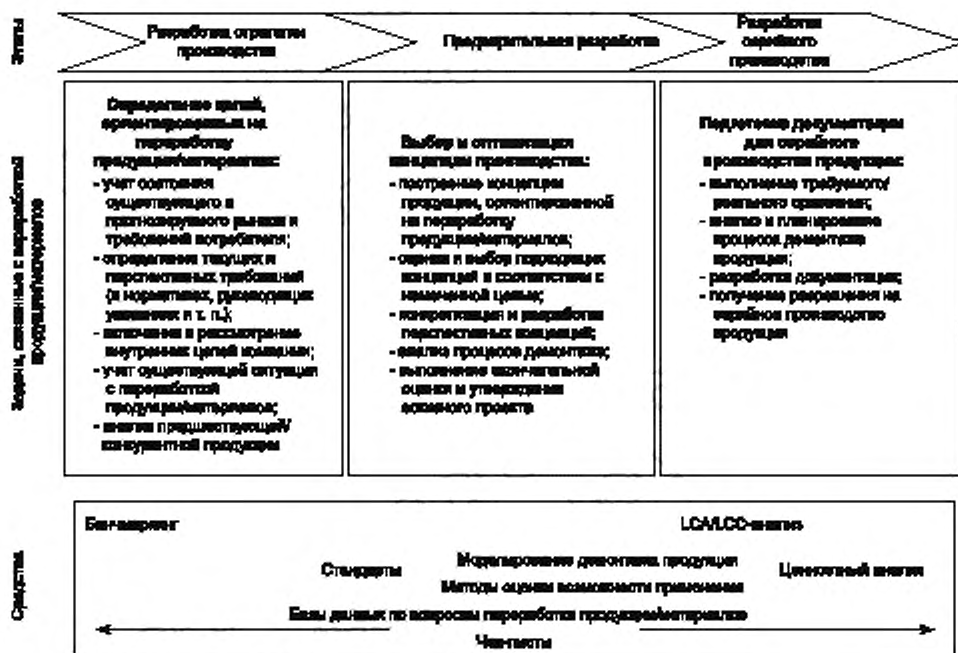 Этапы
Разработка стратегии
производства
Предварительная разработка
Разработка
серийного
производства
Задачи, связанные с переработкой
продукции/материалов
Определение целей,
ориентированных на
переработку
продукции/материалов:
- учет состояния
существующего и
прогнозируемого рынков и
требований потребителя;
- определение текущих и
перспективных требований
(в нормативах, руководящих
указаниях и т. п.);
- включение в рассмотрение
внутренних целей компании;
- учет существующей ситуации
с переработкой
продукции/материалов;
- анализ предшествующей/
конкурентной продукции
Выбор и оптимизация
концепции производства:
- построение концепции
продукции, ориентированной
на переработку
продукции/материалов;
- оценка и выбор подходящих
концепций в соответствии с
намеченной целью;
- конкретизация и разработка
перспективных концепций;
- анализ процесса демонтажа;
- выполнение окончательной
оценки и утверждение
эскизного проекта
Подготовка документации
для серийного
производства продукции:
- выполнение требуемого/
реального сравнения;
- анализ и планирование
процесса демонтажа
продукции;
- разработка документации;
- получение разрешения на
серийное производство
продукции
Средства
Бенчмаркинг
LCA/LCC-анализ
Моделирование демонтажа продукции
Стандарты
Ценностный анализ
Методы оценки возможности применения
Базы данных по вопросам переработки продукции/материалов
Чек-листы